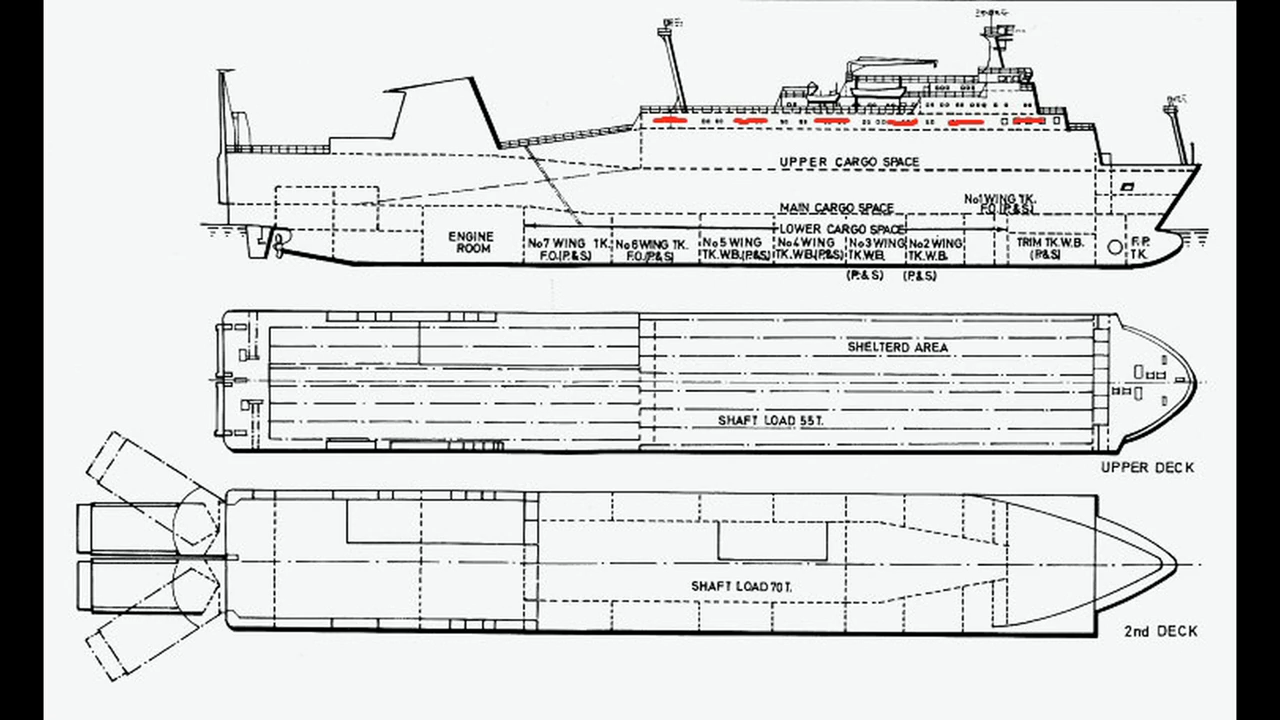 UPPER CARGO SPACE
No1 WING TK.
F.O.(P.&S)
MAIN CARGO SPACE
LOWER CARGO SPACE
ENGINE
ROOM
No7 WING TK.
F.O.(P.&S)
No6 WING TK.
F.O.(P.&S)
No5 WING
TK.W.B.(P.&S)
No4 WING
TK.W.B.(P.&S)
No3 WING
TK.W.B.
(P.& S)
No2 WING
TK.W.B.
(P.& S)
TRIM TK.W.B.
(P.&S)
F.P.
TK.
SHELTERD AREA
SHAFT LOAD 55T.
UPPER DECK
SHAFT LOAD 70T.
2nd DECK